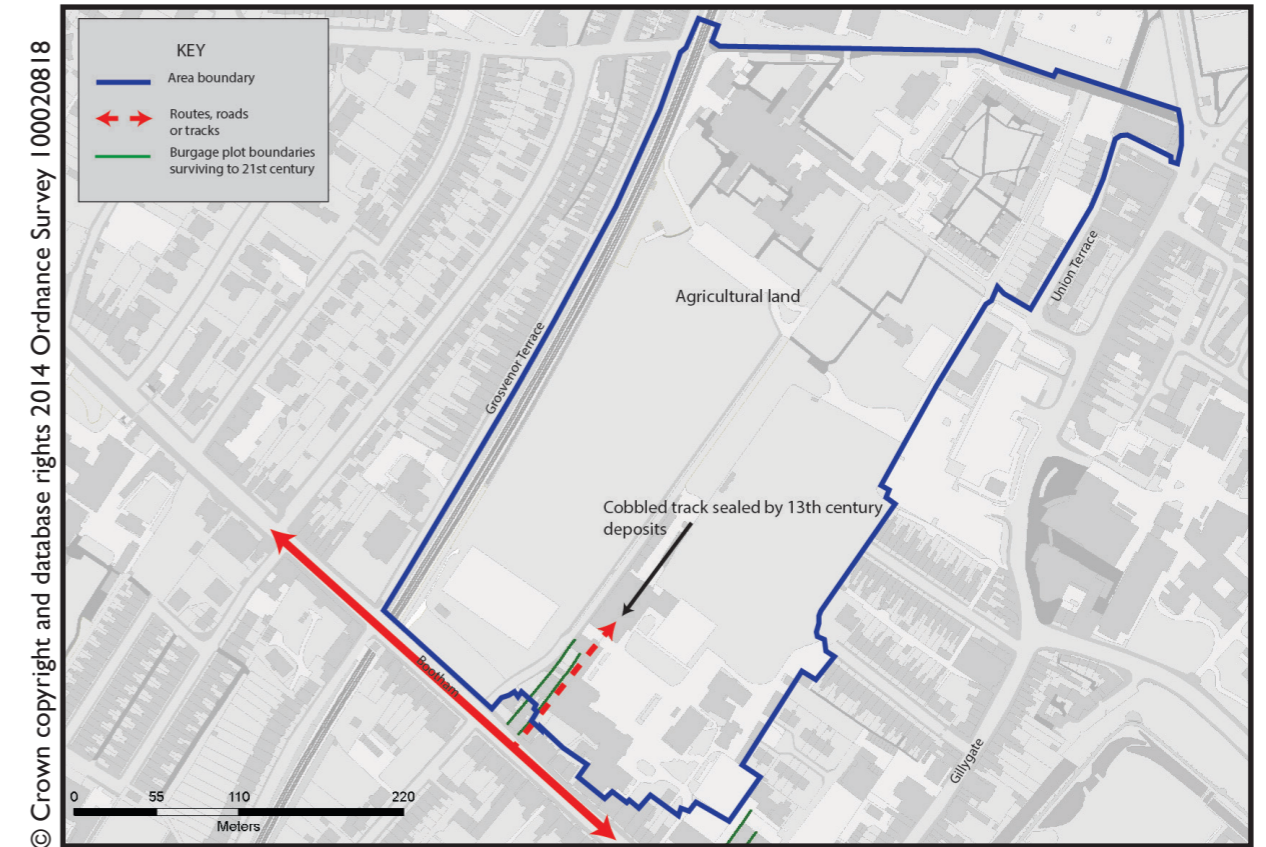 © Crown copyright and database rights 2014 Ordnance Survey 100020818
KEY
Area boundary
Routes, roads
or tracks
Burgage plot boundaries
surviving to 21st century
Union Terrace
Agricultural land
Grosvenor Terrace
Cobbled track sealed by 13th century
deposits
Bootham
Gillygate
0 55 110 220
Meters